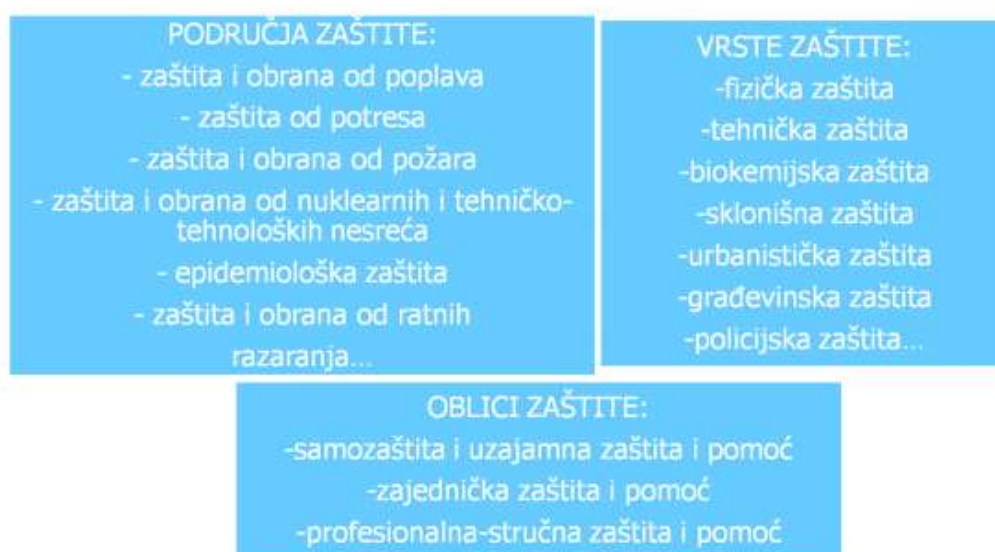 PODRUČJA ZAŠTITE:
- zaštita i obrana od poplava
- zaštita od potresa
- zaštita i obrana od požara
- zaštita i obrana od nuklearnih i tehničko-
tehnoloških nesreća
- epidemiološka zaštita
- zaštita i obrana od ratnih
razaranja...
VRSTE ZAŠTITE:
-fizička zaštita
-tehnička zaštita
-biokemijska zaštita
-sklonišna zaštita
-urbanistička zaštita
-građevinska zaštita
-policijska zaštita...
OBLICI ZAŠTITE:
-samozaštita i uzajamna zaštita i pomoć
-zajednička zaštita i pomoć
-profesionalna-stručna zaštita i pomoć